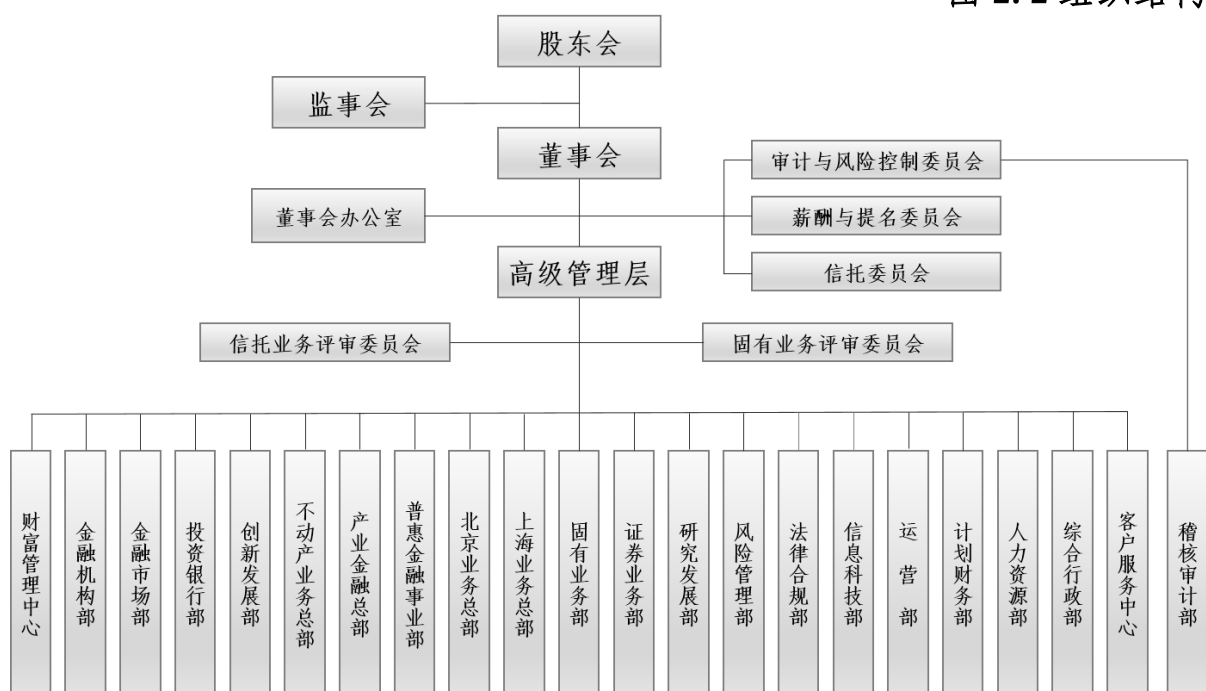 图 2.2 组织结构
股东会
监事会
董事会
审计与风险控制委员会
董事会办公室
薪酬与提名委员会
高级管理层
信托委员会
信托业务评审委员会
固有业务评审委员会
财富管理中心
金融机构部
金融市场部
投资银行部
创新发展部
不动产业务总部
产业金融总部
普惠金融事业部
北京业务总部
上海业务总部
固有业务部
证券业务部
研究发展部
风险管理部
法律合规部
信息科技部
运营部
计划财务部
人力资源部
综合行政部
客户服务中心
稽核审计部